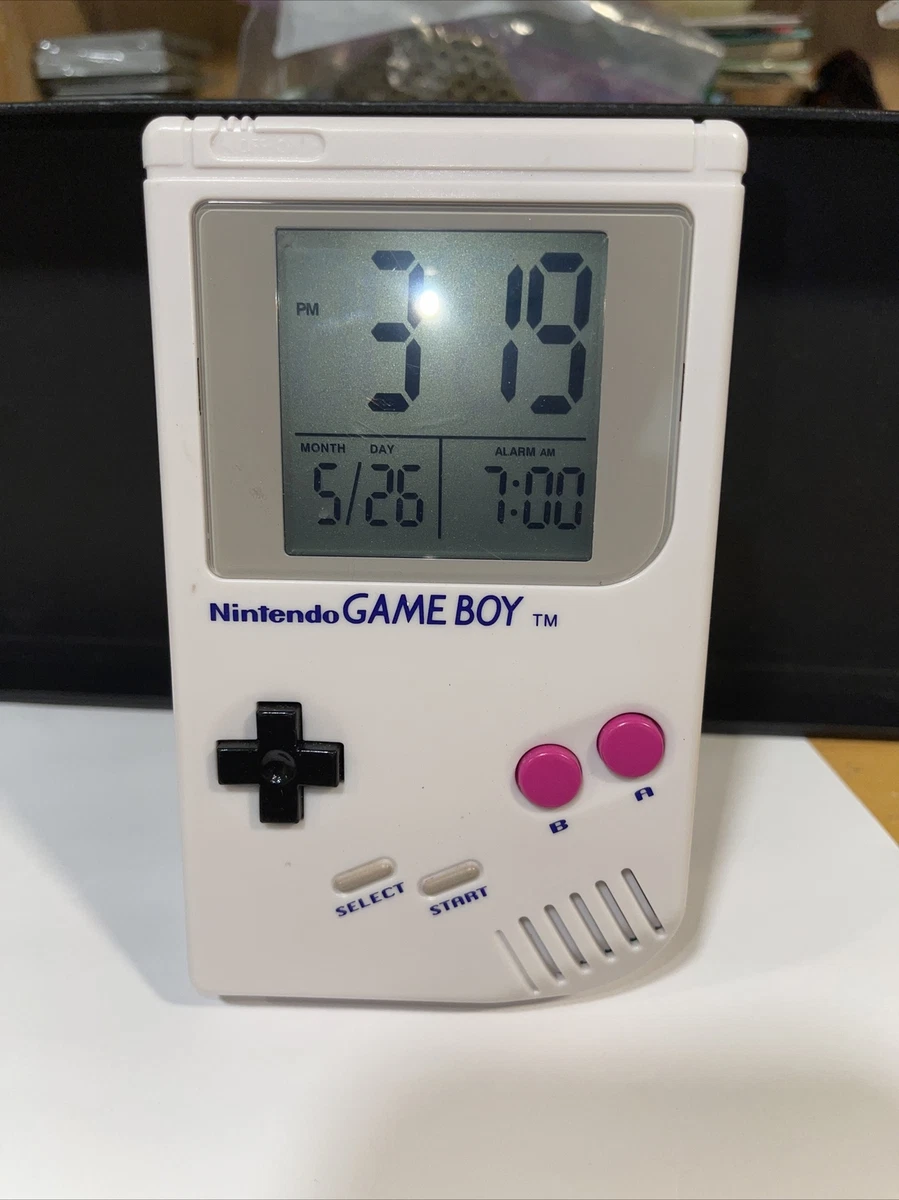 PM 3 19
MONTH DAY ALARM AM
5/26 7:00
Nintendo GAME BOY TM
B A
SELECT START